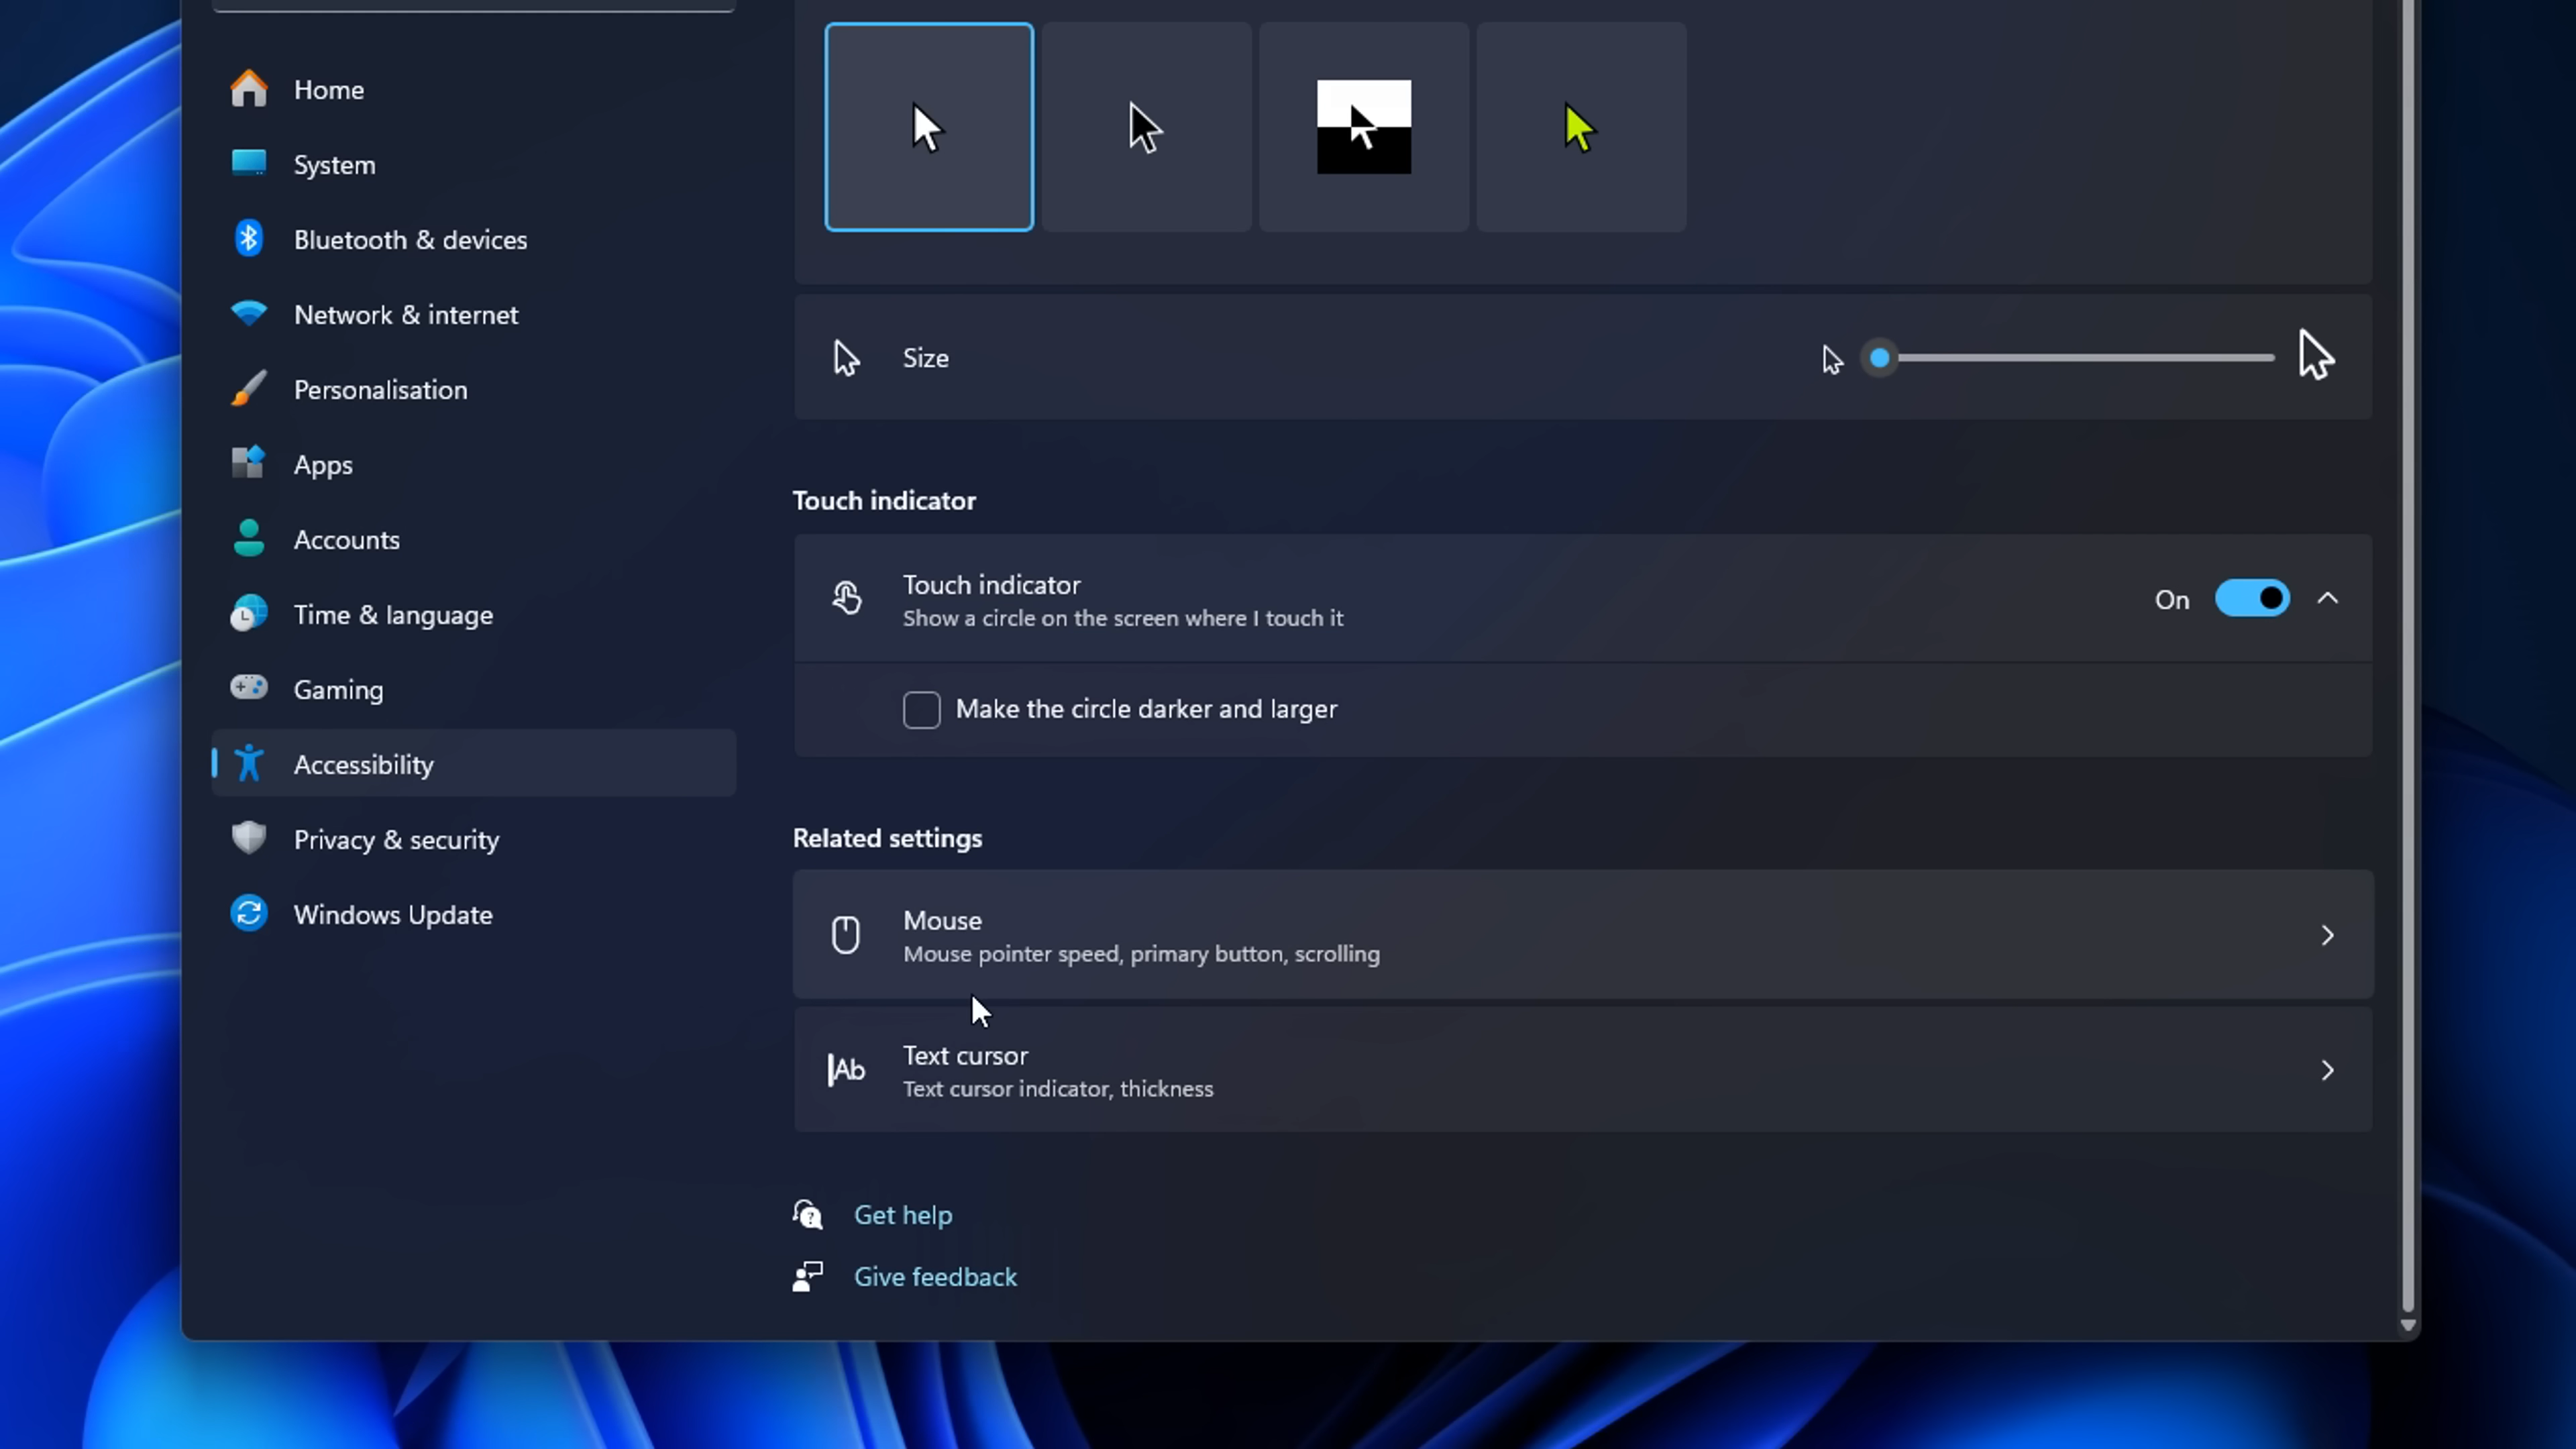 Home
System
Bluetooth & devices
Network & internet
Personalisation
Apps
Accounts
Time & language
Gaming
Accessibility
Privacy & security
Windows Update
Size
Touch indicator
Touch indicator
Show a circle on the screen where I touch it
On
Make the circle darker and larger
Related settings
Mouse
Mouse pointer speed, primary button, scrolling
Ab
Text cursor
Text cursor indicator, thickness
Get help
Give feedback